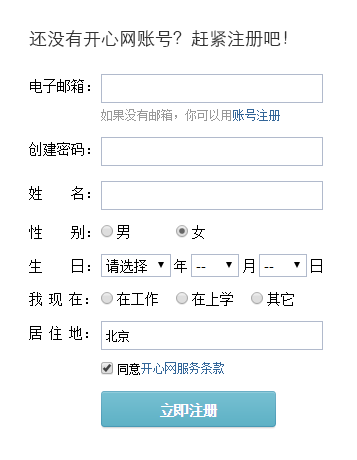 还没有开心网账号？赶紧注册吧！
电子邮箱：
如果没有邮箱，你可以用账号注册
创建密码：
姓 名：
性 别： 男 女
生 日： 请选择 年 -- 月 -- 日
我 现 在： 在工作 在上学 其它
居 住 地： 北京
同意开心网服务条款
立即注册